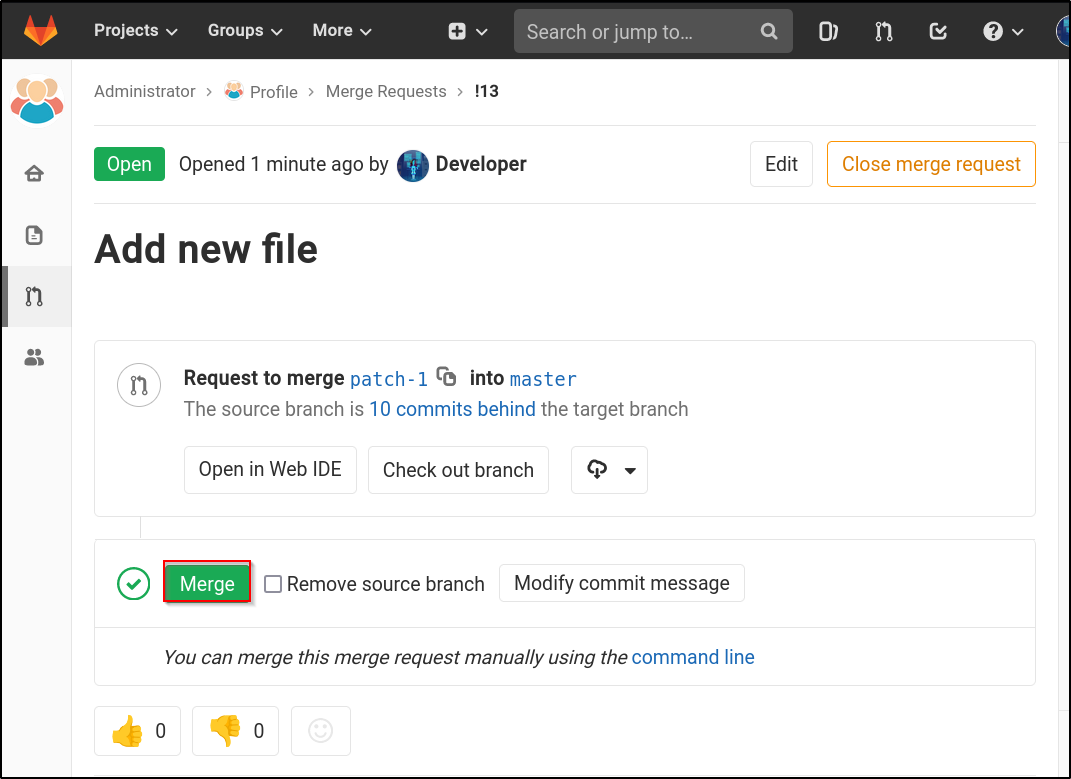 Projects Groups More Search or jump to…
Administrator > Profile > Merge Requests > !13
Open Opened 1 minute ago by Developer Edit Close merge request
Add new file
Request to merge patch-1 into master
The source branch is 10 commits behind the target branch
Open in Web IDE Check out branch
Merge Remove source branch Modify commit message
You can merge this merge request manually using the command line
0 0